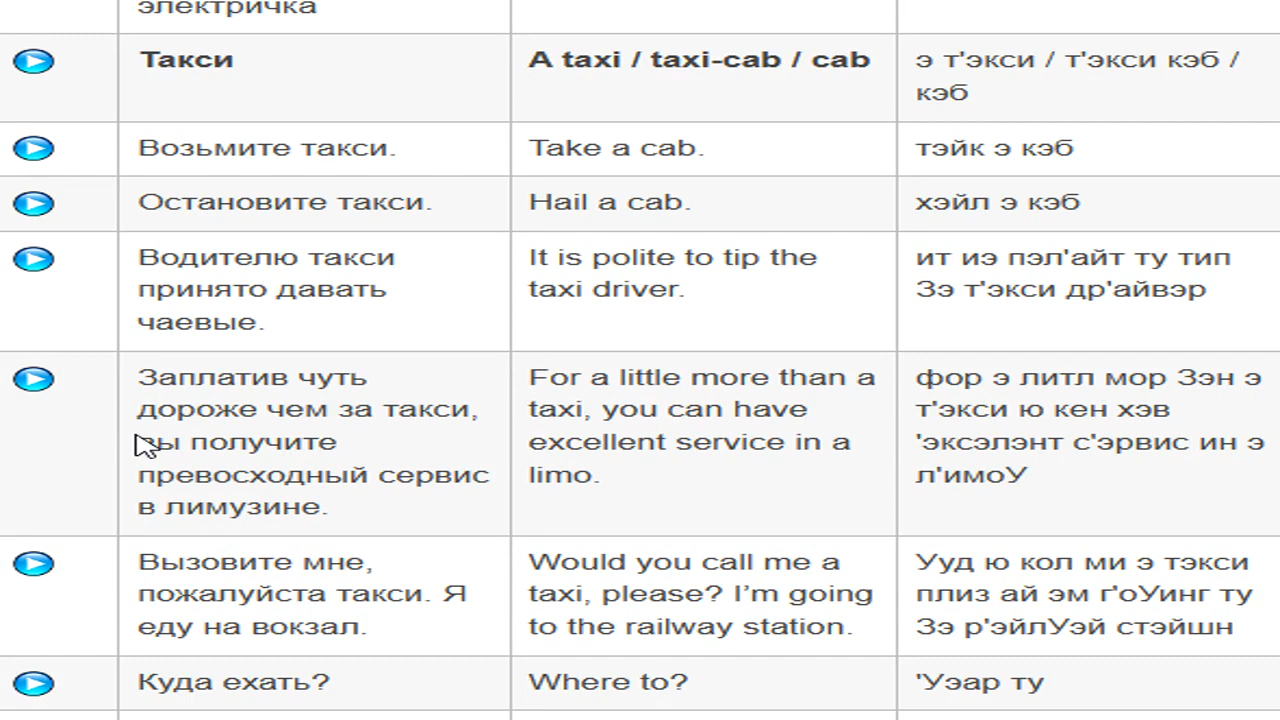 электричка
Такси
A taxi / taxi-cab / cab
э т'экси / т'экси кэб /
кэб
Возьмите такси.
Take a cab.
тэйк э кэб
Остановите такси.
Hail a cab.
хэйл э кэб
Водителю такси
принято давать
чаевые.
It is polite to tip the
taxi driver.
ит иэ пэл'айт ту тип
Зэ т'экси др'айвэр
Заплатив чуть
дороже чем за такси,
вы получите
превосходный сервис
в лимузине.
For a little more than a
taxi, you can have
excellent service in a
limo.
фор э литл мор Зэн э
т'экси ю кен хэв
'эксэлэнт с'эрвис ин э
л'имоУ
Вызовите мне,
пожалуйста такси. Я
еду на вокзал.
Would you call me a
taxi, please? I’m going
to the railway station.
Ууд ю кол ми э тэкси
плиз ай эм г'оУинг ту
Зэ р'эйлУэй стэйшн
Куда ехать?
Where to?
'Уэар ту